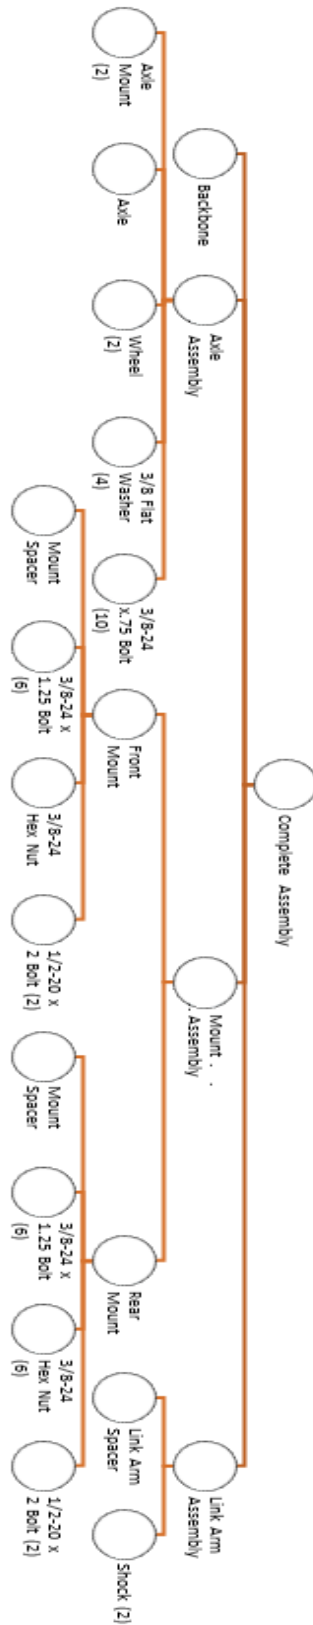 Complete Assembly
Backbone
Axle
Assembly
Mount . .
. Assembly
Link Arm
Assembly
Axle
Mount
(2)
Axle
Wheel
(2)
3/8 Flat
Washer
(4)
3/8-24
X.75 Bolt
(10)
Front
Mount
Rear
Mount
Link Arm
Spacer
Shock (2)
Mount
Spacer
3/8-24 X
1.25 Bolt
(6)
3/8-24
Hex Nut
1/2-20 X
2 Bolt (2)
Mount
Spacer
3/8-24 X
1.25 Bolt
(6)
3/8-24
Hex Nut
(6)
1/2-20 X
2 Bolt (2)